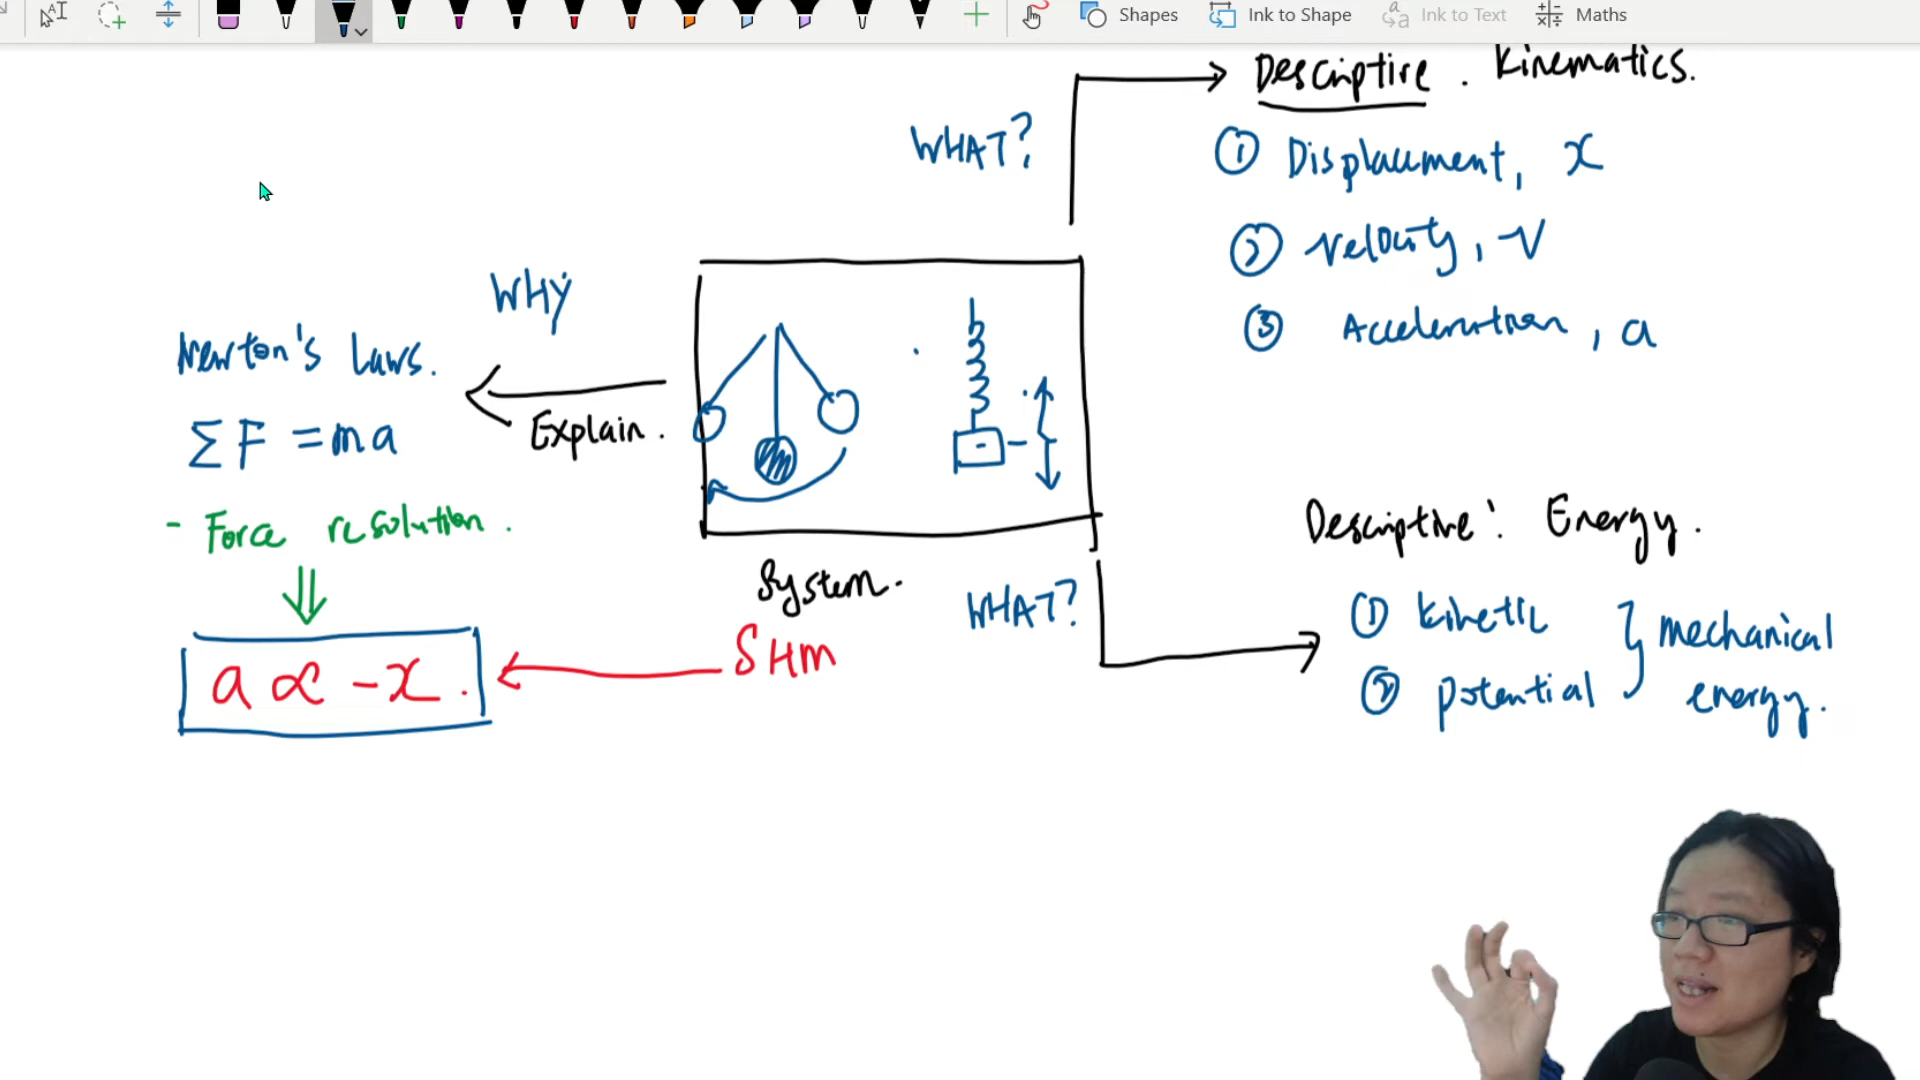 Shapes
Ink to Shape
Ink to Text
Maths
Descriptive. Kinematics.
WHAT?
① Displacement, x
② Velocity, v
③ Acceleration, a
WHY
Newton's Laws.
ΣF = ma
Explain.
- Force resolution.
System.
SHM
a ∝ -x.
WHAT?
Descriptive: Energy.
① kinetic
② potential
} mechanical
energy.